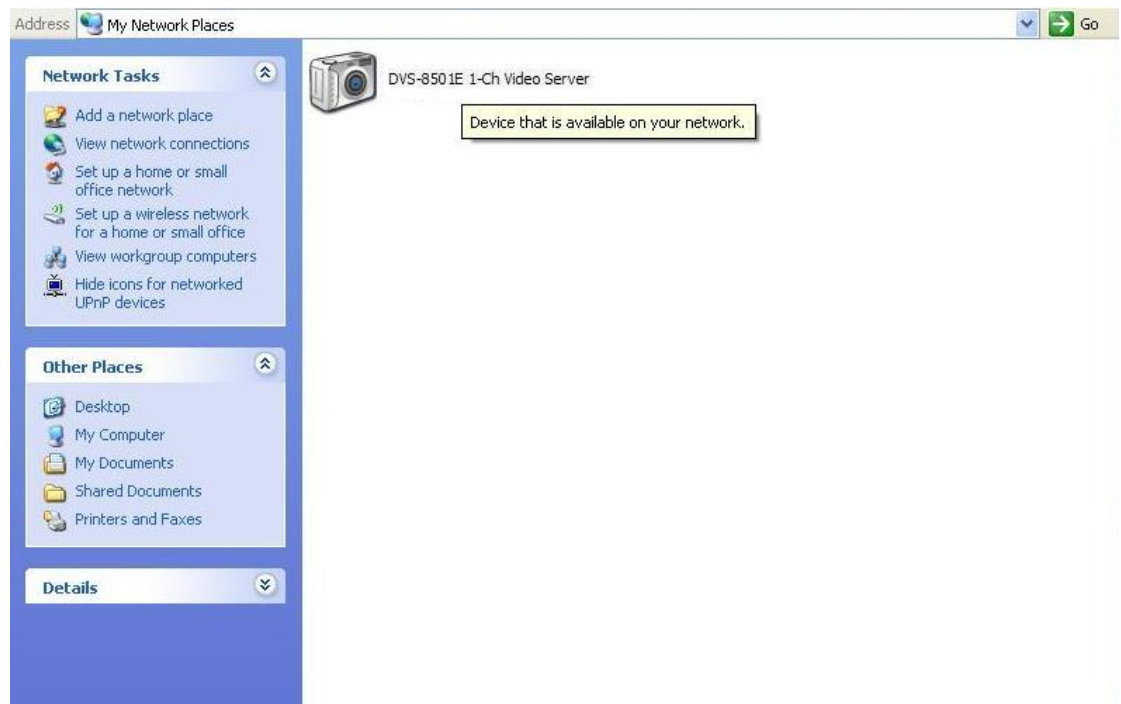 Address My Network Places Go
Network Tasks
Add a network place
View network connections
Set up a home or small
office network
Set up a wireless network
for a home or small office
View workgroup computers
Hide icons for networked
UPnP devices
Other Places
Desktop
My Computer
My Documents
Shared Documents
Printers and Faxes
Details
DVS-8501E 1-Ch Video Server
Device that is available on your network.